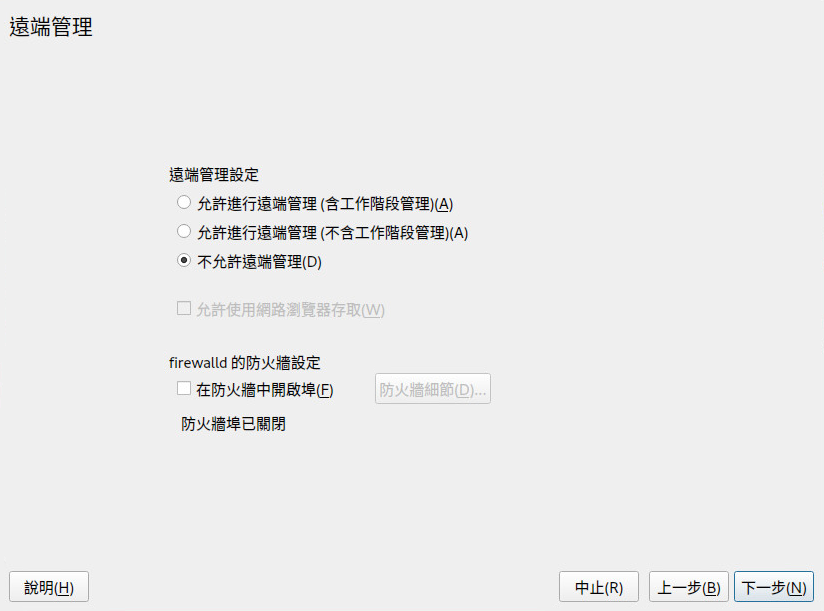 遠端管理
遠端管理設定
允許進行遠端管理 (含工作階段管理)(A)
允許進行遠端管理 (不含工作階段管理)(A)
不允許遠端管理(D)
允許使用網路瀏覽器存取(W)
firewalld 的防火牆設定
在防火牆中開啟埠(F) 防火牆細節(D)...
防火牆埠已關閉
說明(H) 中止(R) 上一步(B) 下一步(N)